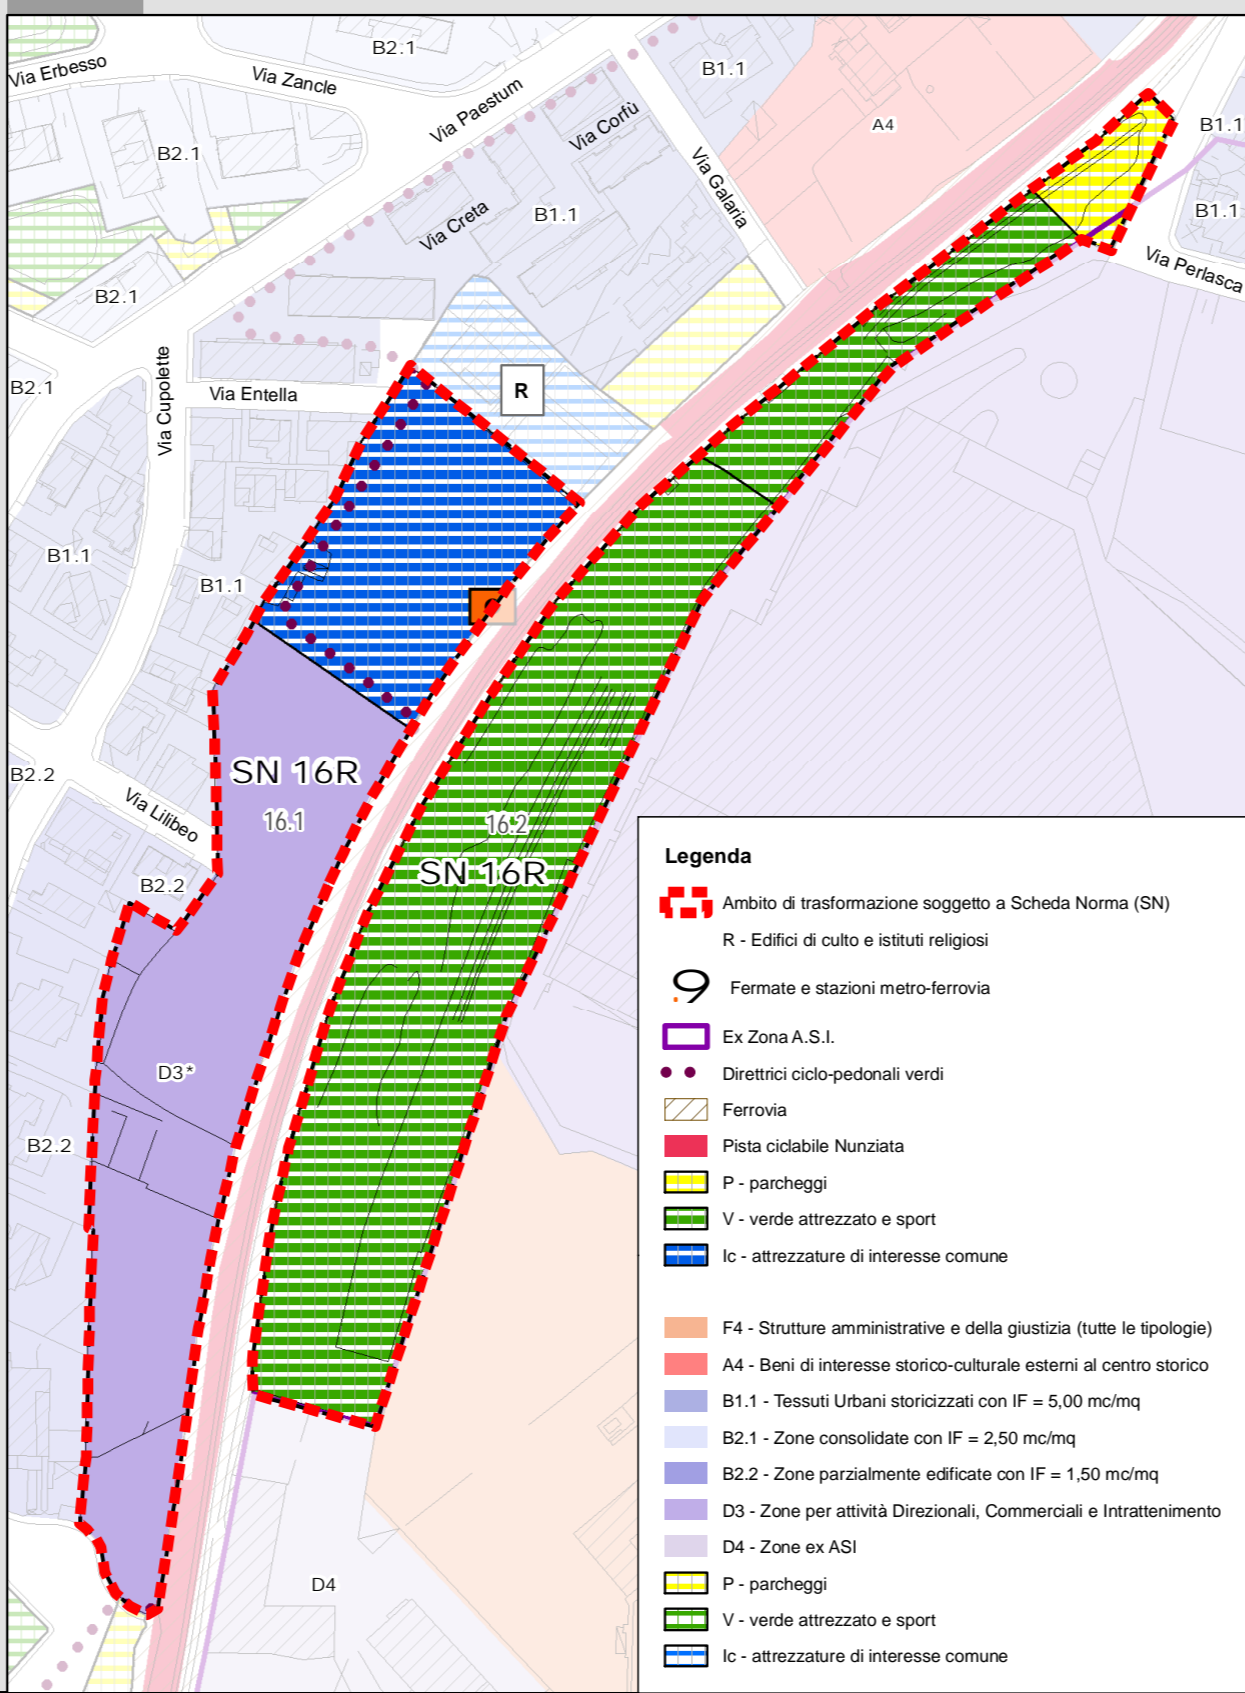 B2.1
Via Erbesso
Via Zancle
B1.1
Via Paestum
Via Corfù
A4
B1.1
B2.1
Via Galaria
B1.1
Via Creta
B1.1
Via Perlasca
B2.1
B2.1
Via Cupolette
Via Entella
R
B1.1
B1.1
SN 16R
16.1
B2.2
Via Lilibeo
16.2
SN 16R
B2.2
D3*
B2.2
D4
Legenda
Ambito di trasformazione soggetto a Scheda Norma (SN)
R - Edifici di culto e istituti religiosi
Fermate e stazioni metro-ferrovia
Ex Zona A.S.I.
Direttrici ciclo-pedonali verdi
Ferrovia
Pista ciclabile Nunziata
P - parcheggi
V - verde attrezzato e sport
Ic - attrezzature di interesse comune
F4 - Strutture amministrative e della giustizia (tutte le tipologie)
A4 - Beni di interesse storico-culturale esterni al centro storico
B1.1 - Tessuti Urbani storicizzati con IF = 5,00 mc/mq
B2.1 - Zone consolidate con IF = 2,50 mc/mq
B2.2 - Zone parzialmente edificate con IF = 1,50 mc/mq
D3 - Zone per attività Direzionali, Commerciali e Intrattenimento
D4 - Zone ex ASI
P - parcheggi
V - verde attrezzato e sport
Ic - attrezzature di interesse comune